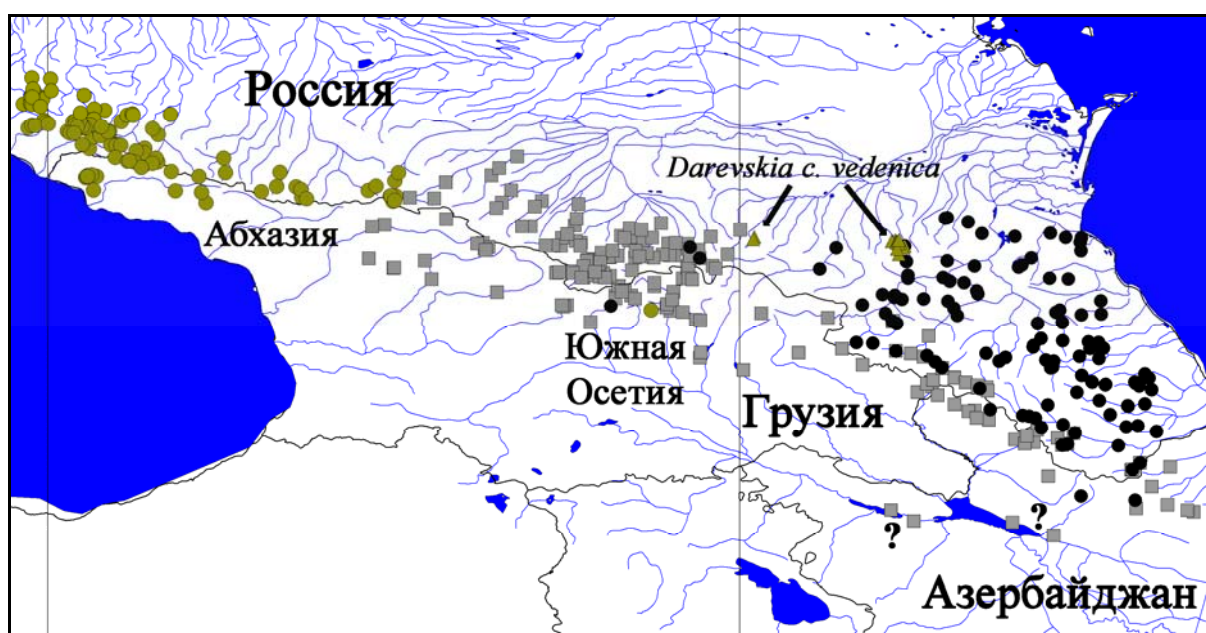 Россия
Darevskia c. vedenica
Абхазия
Южная
Осетия
Грузия
?
?
Азербайджан